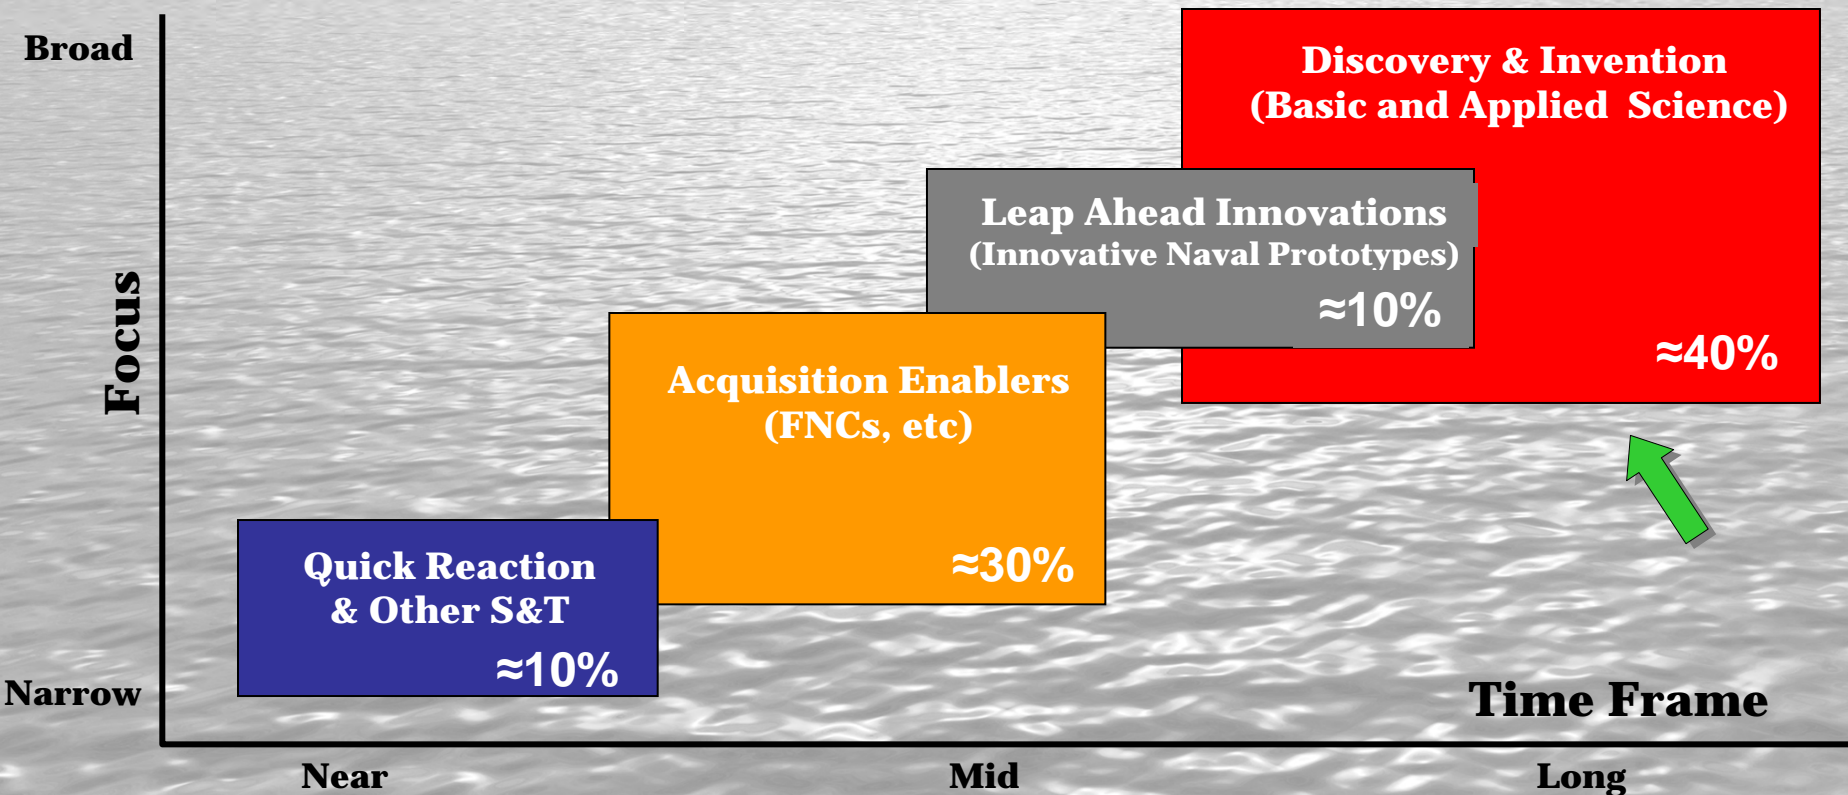 Broad
Discovery & Invention
(Basic and Applied Science)
Leap Ahead Innovations
(Innovative Naval Prototypes)
≈10%
≈40%
Focus
Acquisition Enablers
(FNCs, etc)
≈30%
Quick Reaction
& Other S&T
≈10%
Narrow
Time Frame
Near
Mid
Long